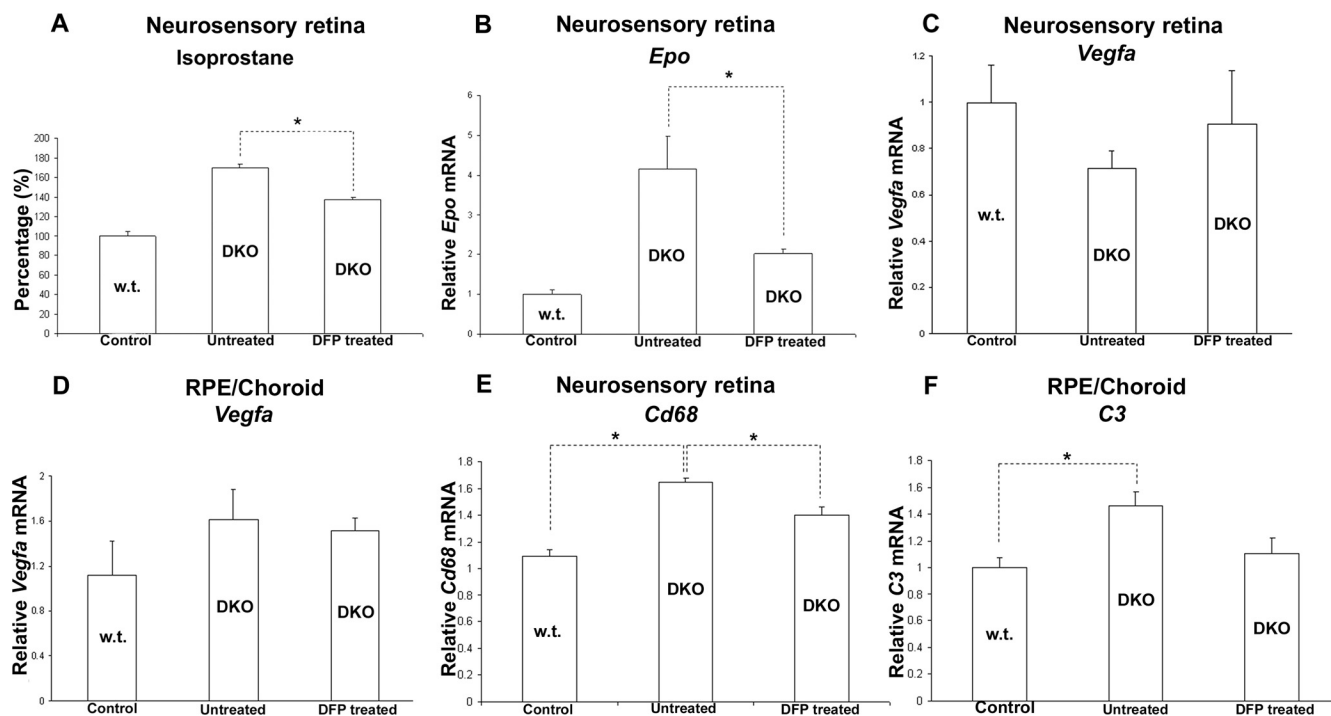 A
Neurosensory retina
Isoprostane
*
Percentage (%)
200
180
160
140
120
100
80
60
40
20
0
w.t.
DKO
DKO
Control
Untreated
DFP treated
B
Neurosensory retina
Epo
*
Relative Epo mRNA
6
5
4
3
2
1
0
w.t.
DKO
DKO
Control
Untreated
DFP treated
C
Neurosensory retina
Vegfa
Relative Vegfa mRNA
1.2
1
0.8
0.6
0.4
0.2
0
w.t.
DKO
DKO
Control
Untreated
DFP treated
D
RPE/Choroid
Vegfa
Relative Vegfa mRNA
2
1.6
1.2
0.8
0.4
0
w.t.
DKO
DKO
Control
Untreated
DFP treated
E
Neurosensory retina
Cd68
*
*
Relative Cd68 mRNA
1.8
1.6
1.4
1.2
1
0.8
0.6
0.4
0.2
0
w.t.
DKO
DKO
Control
Untreated
DFP treated
F
RPE/Choroid
C3
*
Relative C3 mRNA
1.8
1.6
1.4
1.2
1
0.8
0.6
0.4
0.2
0
w.t.
DKO
DKO
Control
Untreated
DFP treated